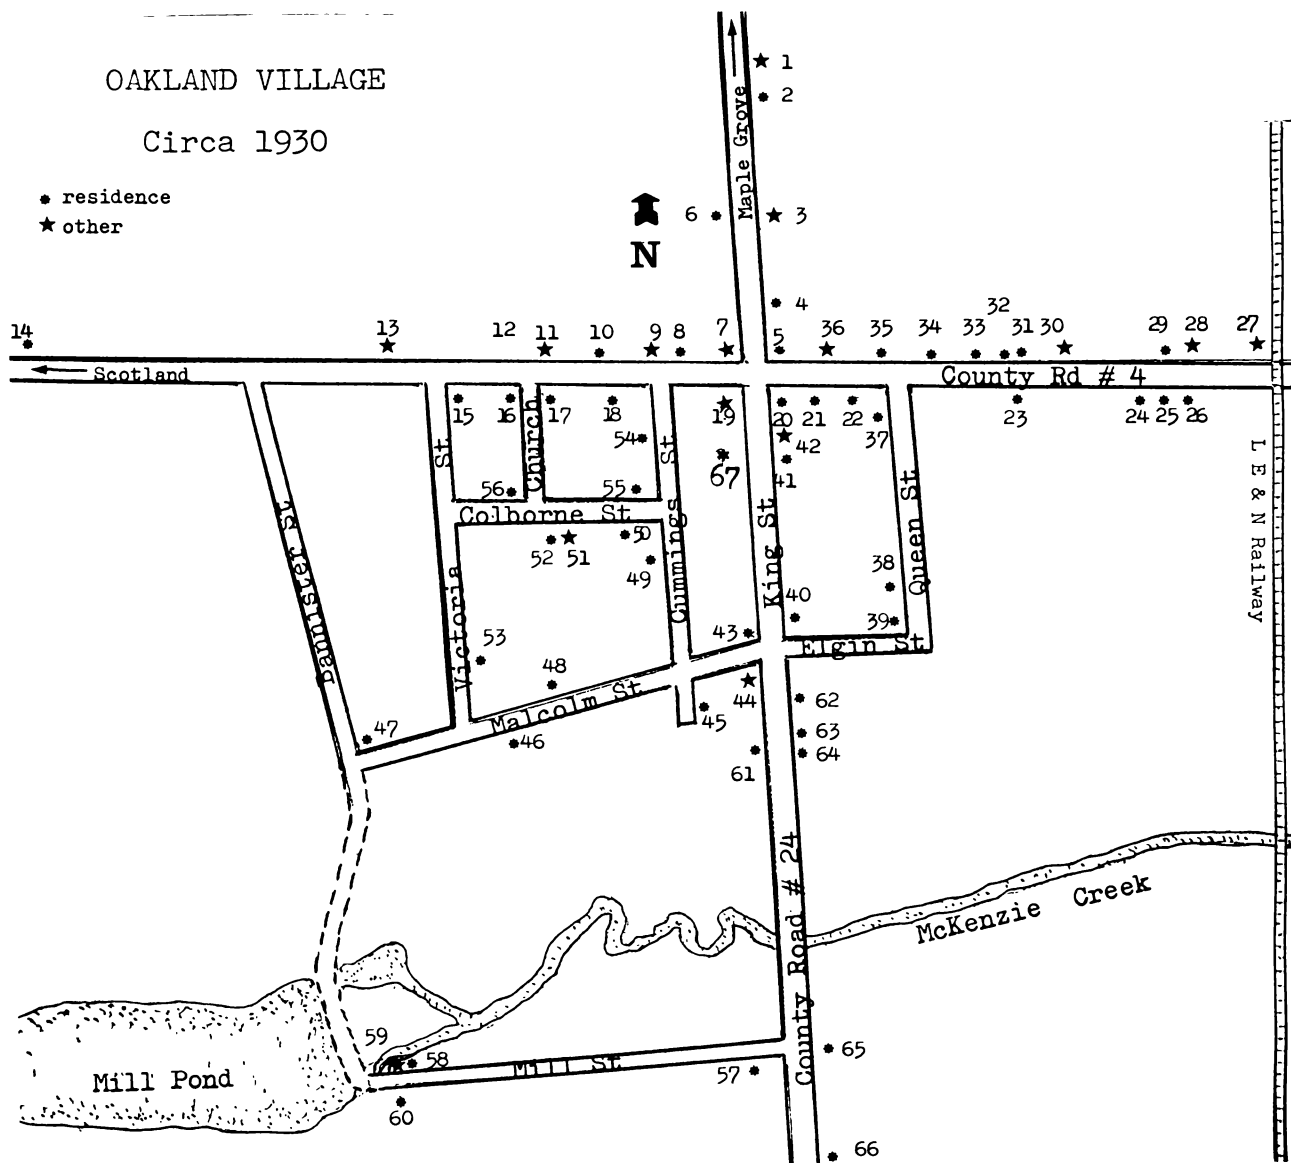 OAKLAND VILLAGE
Circa 1930
residence
other
N
Maple Grove
1
2
3
4
5
6
7
8
9
10
11
12
13
14
36
35
34
33
32
31
30
29
28
27
Scotland
County Rd # 4
15
16
17
18
19
20
21
22
37
23
24
25
26
42
41
67
54
55
56
St
Church
St
Colborne St
Bannister St
Victoria
Cummings
King St
Queen St
L E & N Railway
52
51
50
49
53
48
38
39
40
43
Elgin St
Malcolm St
47
46
45
44
62
63
64
61
County Road # 24
McKenzie Creek
Mill Pond
59
58
Mill St
57
60
65
66